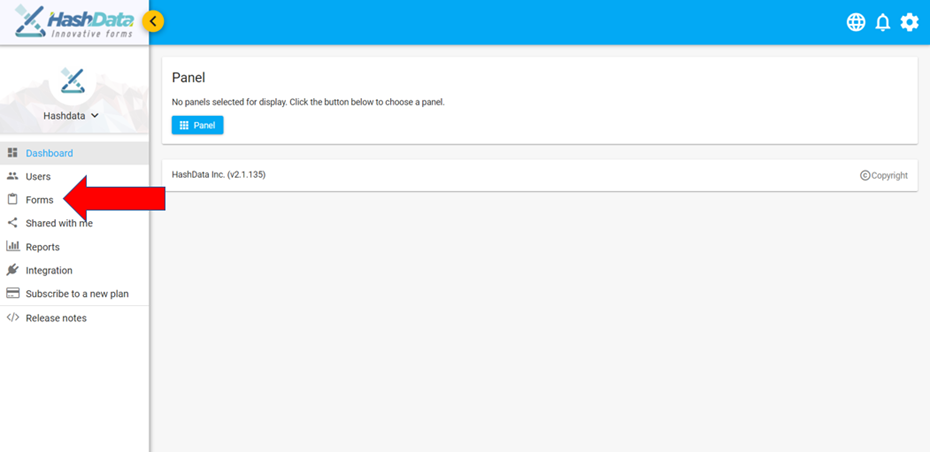 HashData
Innovative forms
Hashdata
Dashboard
Users
Forms
Shared with me
Reports
Integration
Subscribe to a new plan
Release notes
Panel
No panels selected for display. Click the button below to choose a panel.
Panel
HashData Inc. (v2.1.135)
©Copyright